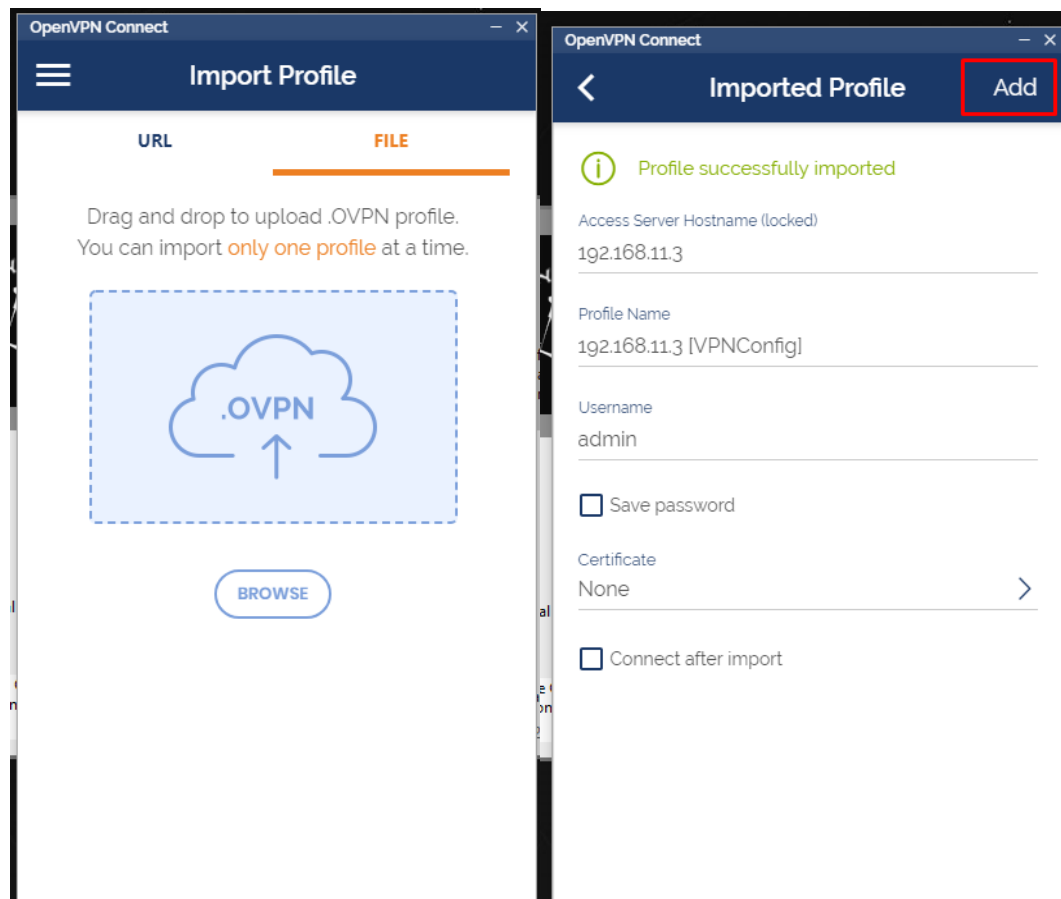 OpenVPN Connect
Import Profile
URL
FILE
Drag and drop to upload .OVPN profile.
You can import only one profile at a time.
.OVPN
BROWSE
OpenVPN Connect
Imported Profile
Add
Profile successfully imported
Access Server Hostname (locked)
192.168.11.3
Profile Name
192.168.11.3 [VPNConfig]
Username
admin
Save password
Certificate
None
Connect after import